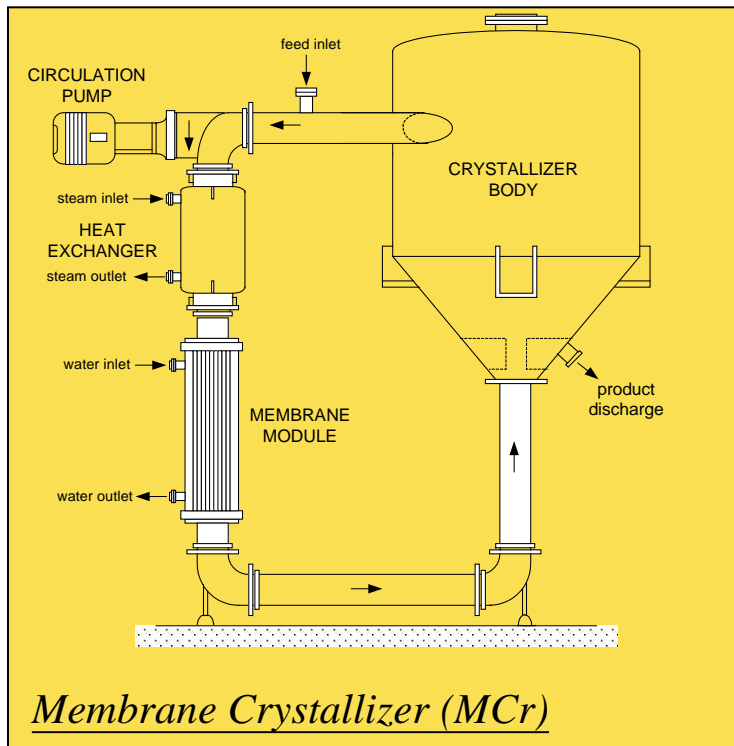 feed inlet
CIRCULATION
PUMP
CRYSTALLIZER
BODY
steam inlet
HEAT
EXCHANGER
steam outlet
water inlet
MEMBRANE
MODULE
product
discharge
water outlet
Membrane Crystallizer (MCr)